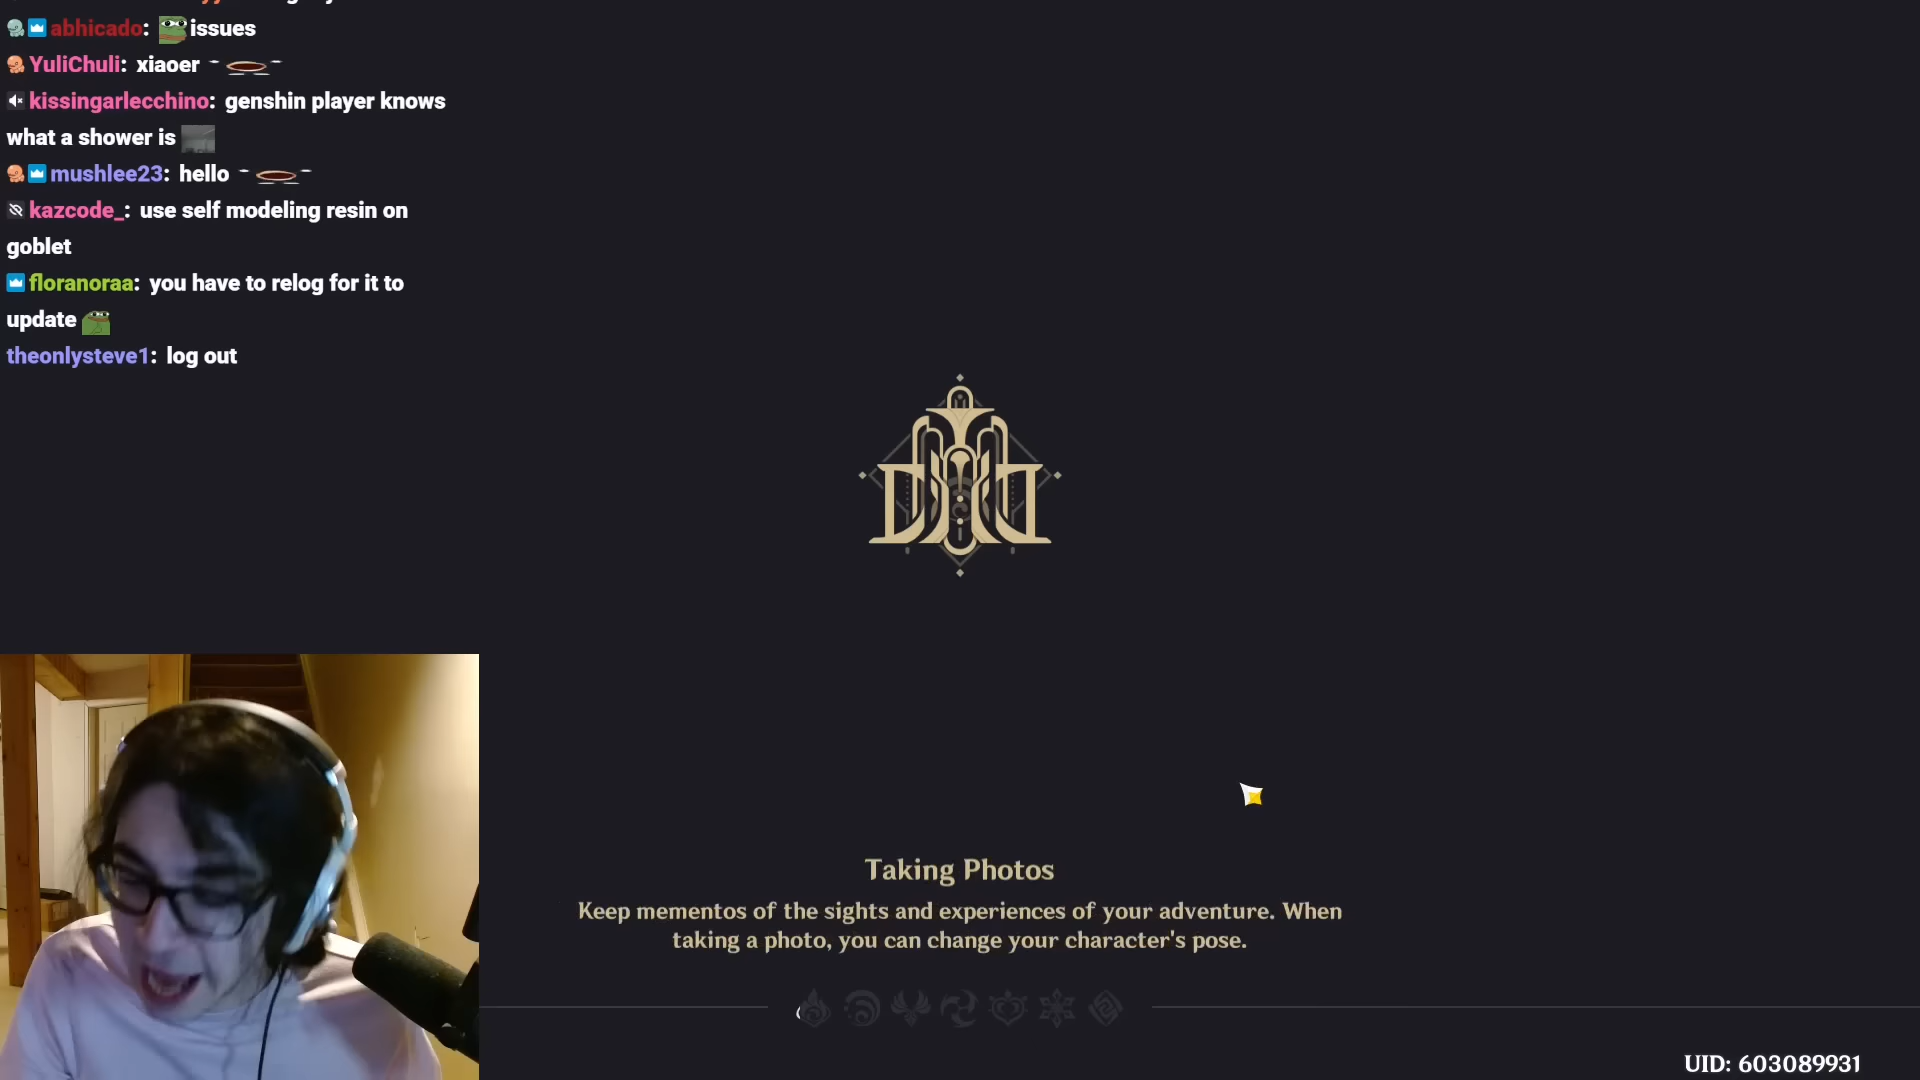 abhicado: issues
YuliChuli: xiaoer
kissingarlecchino: genshin player knows
what a shower is
mushlee23: hello
kazcode_: use self modeling resin on
goblet
floranoraa: you have to relog for it to
update
theonlysteve1: log out
Taking Photos
Keep mementos of the sights and experiences of your adventure. When
taking a photo, you can change your character's pose.
UID: 603089931